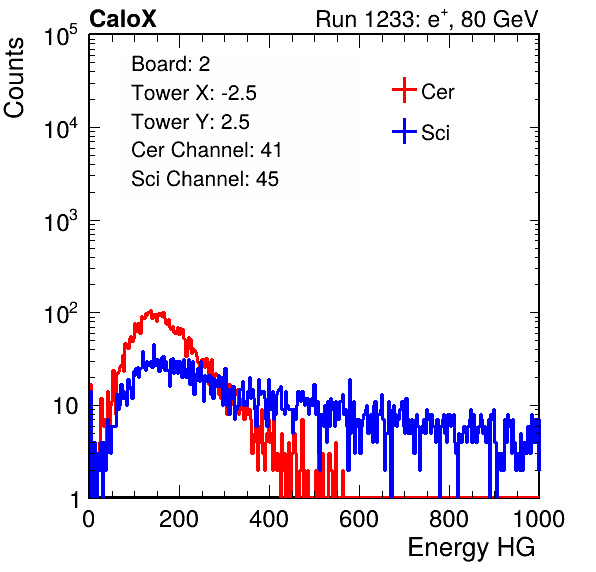 CaloX Run 1233: e⁺, 80 GeV
Counts
Board: 2
Tower X: -2.5
Tower Y: 2.5
Cer Channel: 41
Sci Channel: 45
Cer
Sci
10⁵
10⁴
10³
10²
10
1
0 200 400 600 800 1000
Energy HG